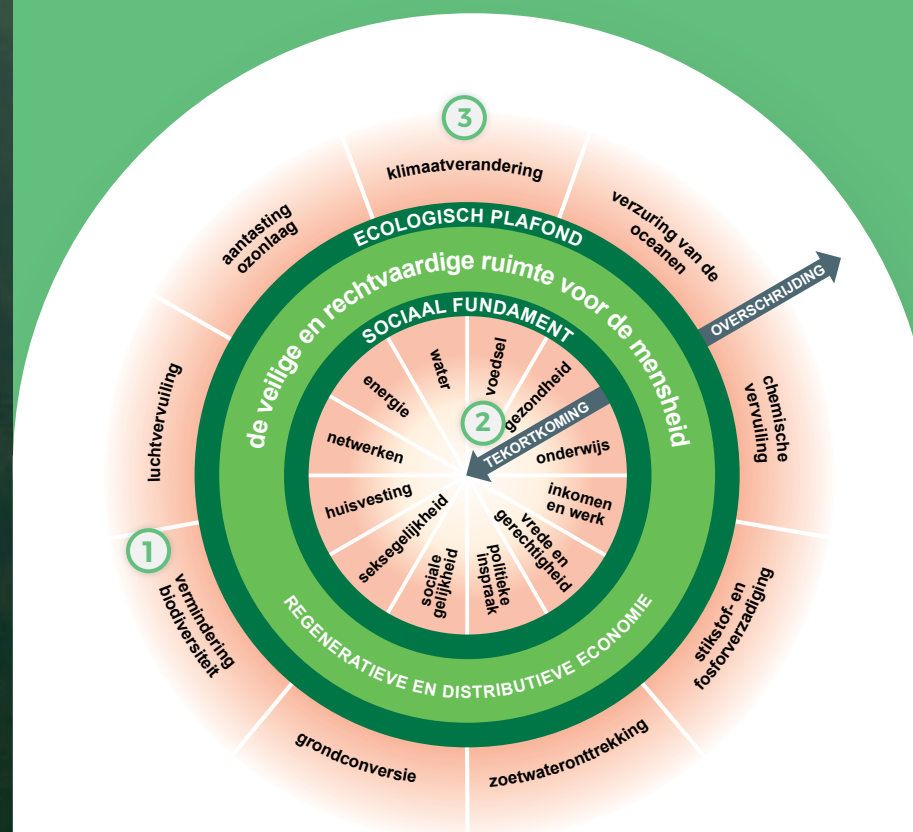 3
klimaatverandering
verzuring van de
oceanen
OVERSCHRIJDING
chemische
vervuiling
stikstof- en
fosforverzadiging
zoetwateronttrekking
grondconversie
1
vermindering
biodiversiteit
luchtvervuiling
aantasting
ozonlaag
ECOLOGISCH PLAFOND
de veilige en rechtvaardige ruimte voor de mensheid
SOCIAAL FUNDAMENT
water
voedsel
gezondheid
2
TEKORTKOMING
onderwijs
inkomen
en werk
vrede en
gerechtigheid
politieke
inspraak
sociale
gelijkheid
seksegelijkheid
huisvesting
netwerken
energie
REGENERATIEVE EN DISTRIBUTIEVE ECONOMIE